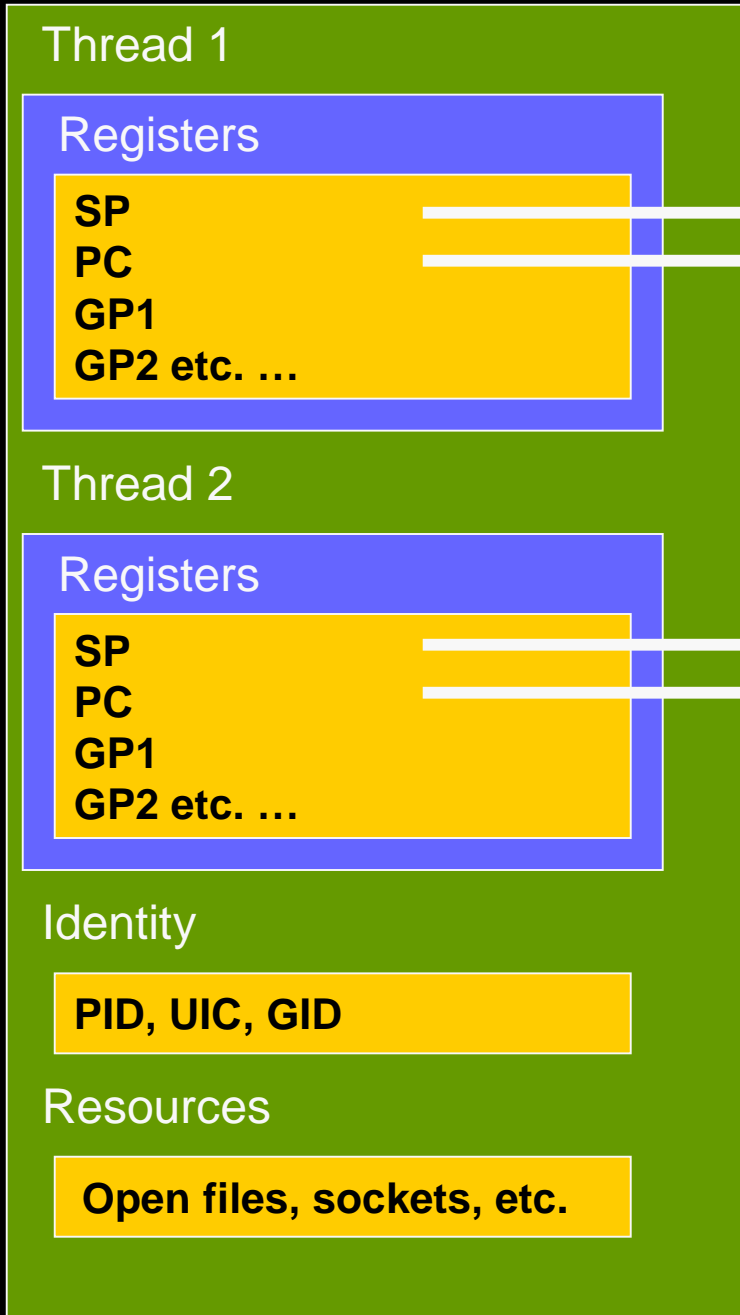 Thread 1
Registers
SP
PC
GP1
GP2 etc. …
Thread 2
Registers
SP
PC
GP1
GP2 etc. …
Identity
PID, UIC, GID
Resources
Open files, sockets, etc.